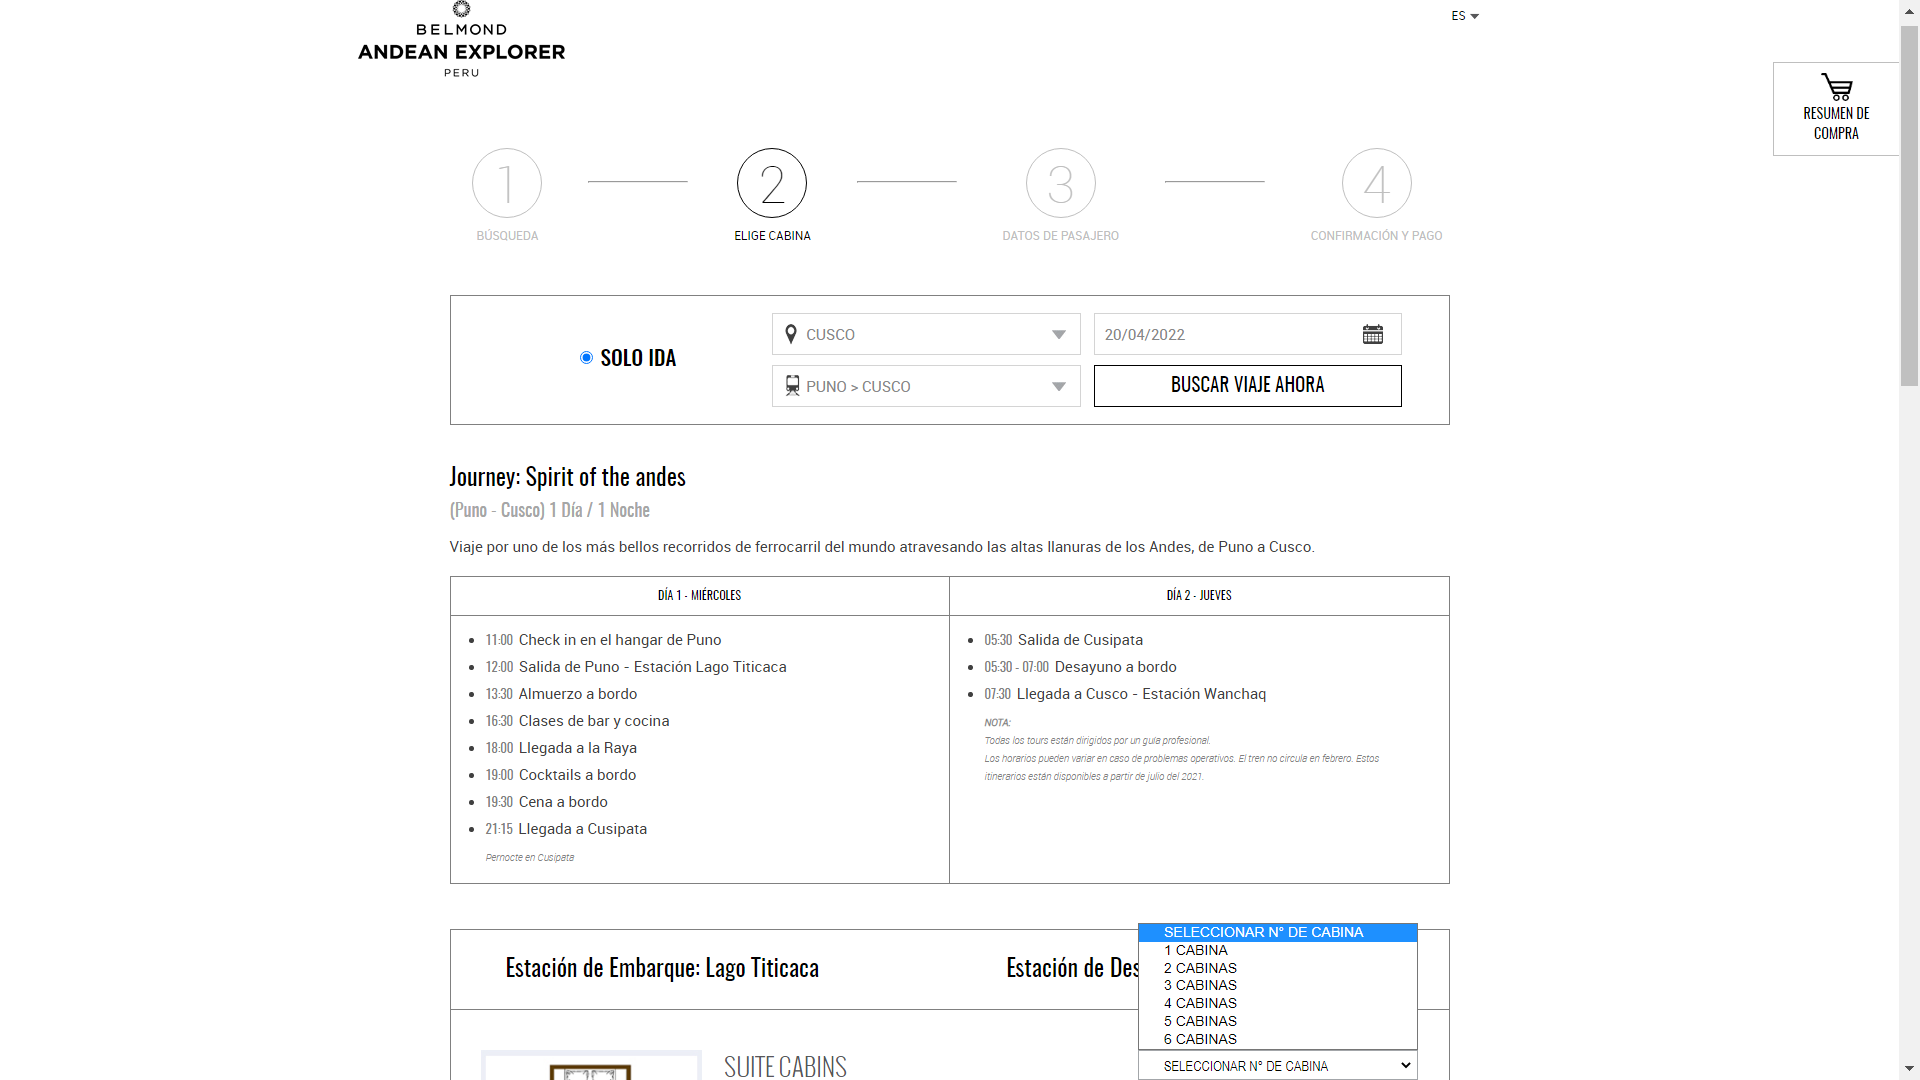 BELMOND
ANDEAN EXPLORER
PERU
ES
RESUMEN DE
COMPRA
1
BÚSQUEDA
2
ELIGE CABINA
3
DATOS DE PASAJERO
4
CONFIRMACIÓN Y PAGO
SOLO IDA
CUSCO
20/04/2022
PUNO > CUSCO
BUSCAR VIAJE AHORA
Journey: Spirit of the andes
(Puno - Cusco) 1 Día / 1 Noche
Viaje por uno de los más bellos recorridos de ferrocarril del mundo atravesando las altas llanuras de los Andes, de Puno a Cusco.
DÍA 1 - MIÉRCOLES
11:00 Check in en el hangar de Puno
12:00 Salida de Puno - Estación Lago Titicaca
13:30 Almuerzo a bordo
16:30 Clases de bar y cocina
18:00 Llegada a la Raya
19:00 Cocktails a bordo
19:30 Cena a bordo
21:15 Llegada a Cusipata
Pernocte en Cusipata
DÍA 2 - JUEVES
05:30 Salida de Cusipata
05:30 - 07:00 Desayuno a bordo
07:30 Llegada a Cusco - Estación Wanchaq
NOTA:
Todas los tours están dirigidos por un guía profesional.
Los horarios pueden variar en caso de problemas operativos. El tren no circula en febrero. Estos
itinerarios están disponibles a partir de julio del 2021.
Estación de Embarque: Lago Titicaca
Estación de Des
SELECCIONAR N° DE CABINA
1 CABINA
2 CABINAS
3 CABINAS
4 CABINAS
5 CABINAS
6 CABINAS
SUITE CABINS
SELECCIONAR N° DE CABINA